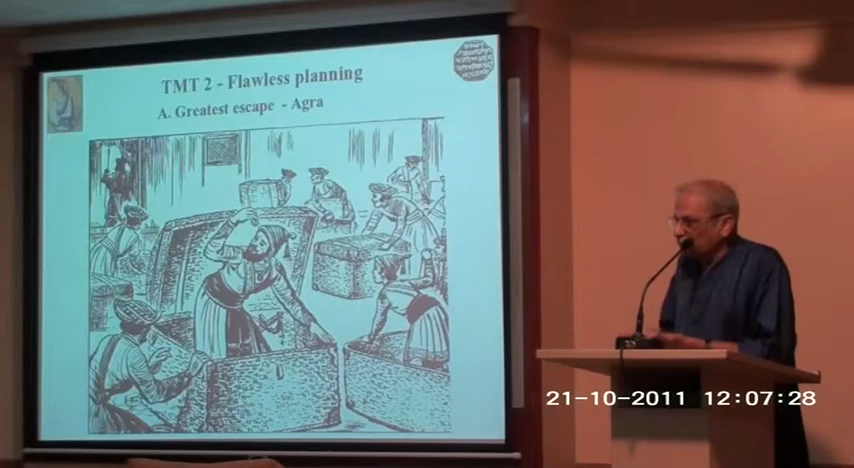 TMT 2 - Flawless planning
A. Greatest escape - Agra
21-10-2011 12:07:28